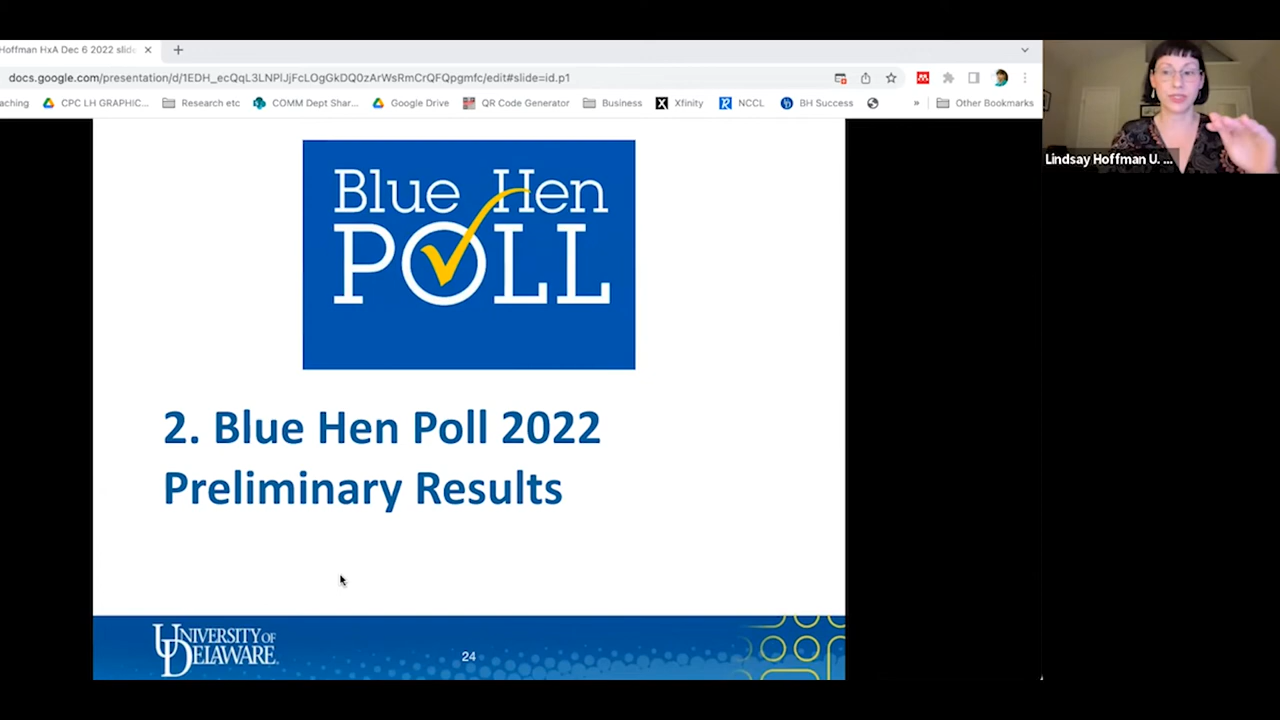 Hoffman HxA Dec 6 2022 slide
docs.google.com/presentation/d/1EDH_ecQqL3LNPlJjFcLOgGkDQ0zArWsRmCrQFQpgmfc/edit#slide=id.p1
aching
CPC LH GRAPHIC...
Research etc
COMM Dept Shar...
Google Drive
QR Code Generator
Business
Xfinity
NCCL
BH Success
»
Other Bookmarks
Lindsay Hoffman U. ...
Blue Hen
POLL
2. Blue Hen Poll 2022
Preliminary Results
UNIVERSITY OF
DELAWARE.
24